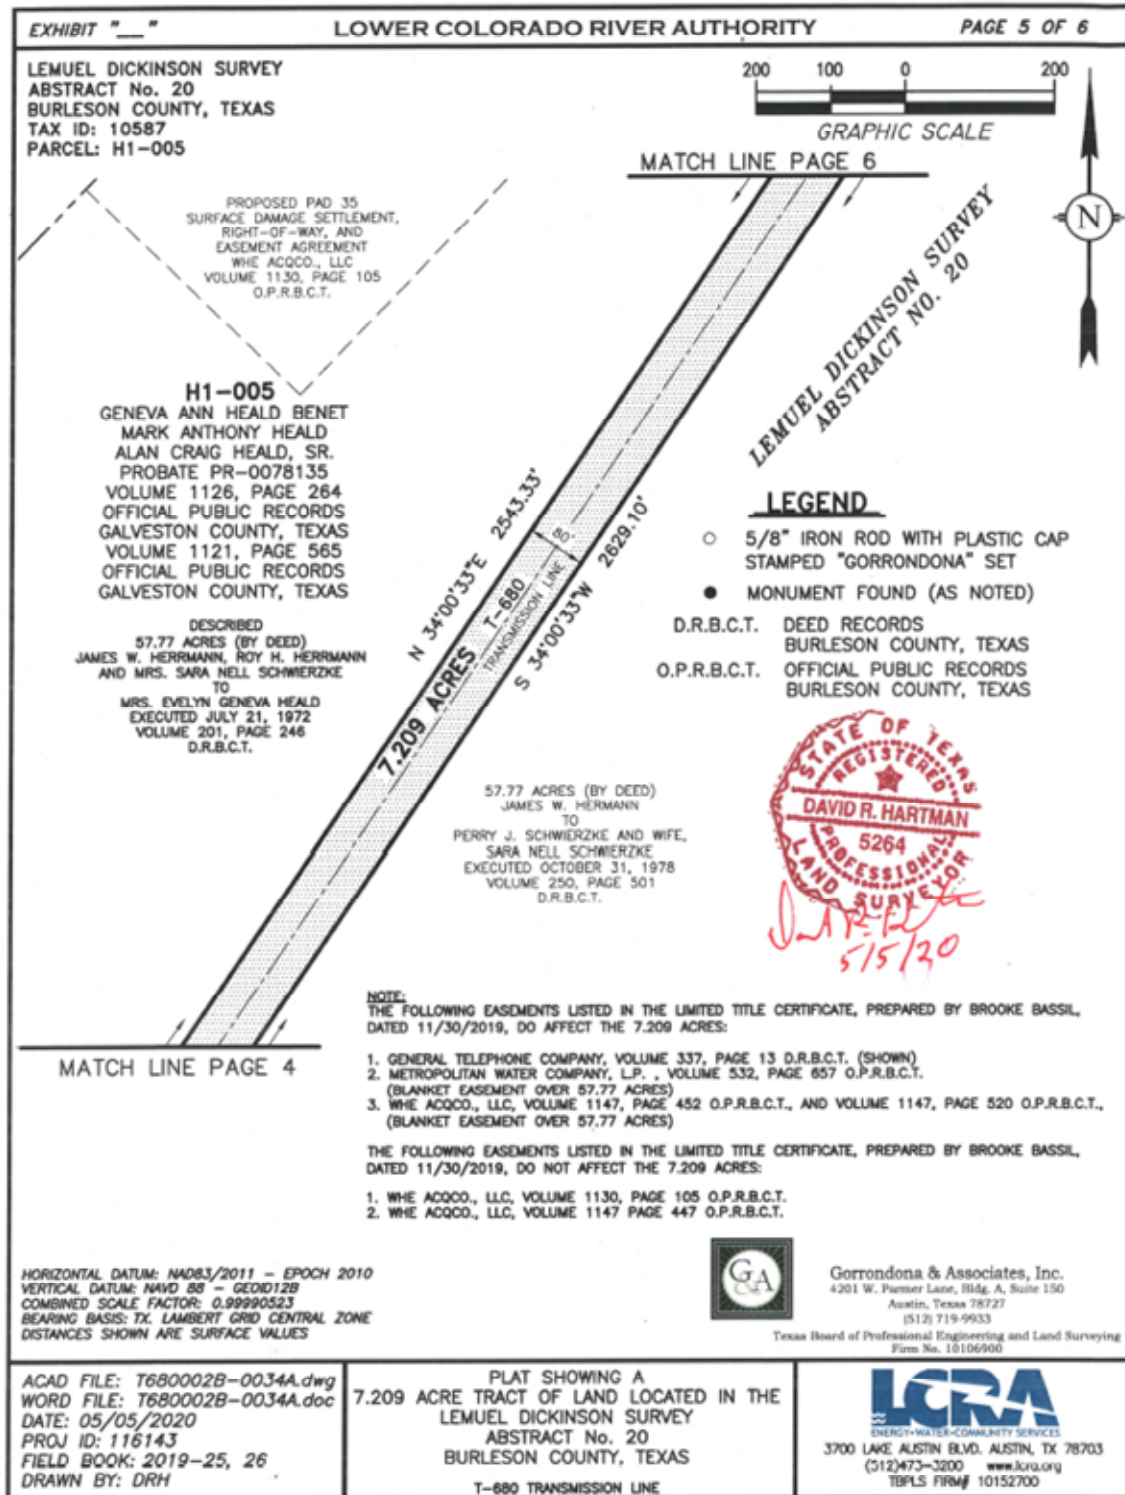 EXHIBIT "__"
LOWER COLORADO RIVER AUTHORITY
PAGE 5 OF 6
LEMUEL DICKINSON SURVEY
ABSTRACT No. 20
BURLESON COUNTY, TEXAS
TAX ID: 10587
PARCEL: H1-005
200 100 0 200
GRAPHIC SCALE
MATCH LINE PAGE 6
N
PROPOSED PAD 35
SURFACE DAMAGE SETTLEMENT,
RIGHT-OF-WAY, AND
EASEMENT AGREEMENT
WHE ACQCO., LLC
VOLUME 1130, PAGE 105
O.P.R.B.C.T.
LEMUEL DICKINSON SURVEY
ABSTRACT NO. 20
H1-005
GENEVA ANN HEALD BENET
MARK ANTHONY HEALD
ALAN CRAIG HEALD, SR.
PROBATE PR-0078135
VOLUME 1126, PAGE 264
OFFICIAL PUBLIC RECORDS
GALVESTON COUNTY, TEXAS
VOLUME 1121, PAGE 565
OFFICIAL PUBLIC RECORDS
GALVESTON COUNTY, TEXAS
DESCRIBED
57.77 ACRES (BY DEED)
JAMES W. HERRMANN, ROY H. HERRMANN
AND MRS. SARA NELL SCHWIERZKE
TO
MRS. EVELYN GENEVA HEALD
EXECUTED JULY 21, 1972
VOLUME 201, PAGE 246
D.R.B.C.T.
N 34°00'33"E 2543.33'
80'
7.209 ACRES
T-680
TRANSMISSION LINE
S 34°00'33"W 2629.10'
LEGEND
5/8" IRON ROD WITH PLASTIC CAP
STAMPED "GORRONDONA" SET
MONUMENT FOUND (AS NOTED)
D.R.B.C.T. DEED RECORDS
BURLESON COUNTY, TEXAS
O.P.R.B.C.T. OFFICIAL PUBLIC RECORDS
BURLESON COUNTY, TEXAS
STATE OF TEXAS
REGISTERED
DAVID R. HARTMAN
5264
PROFESSIONAL
LAND SURVEYOR
5/5/20
57.77 ACRES (BY DEED)
JAMES W. HERMANN
TO
PERRY J. SCHWIERZKE AND WIFE,
SARA NELL SCHWIERZKE
EXECUTED OCTOBER 31, 1978
VOLUME 250, PAGE 501
D.R.B.C.T.
MATCH LINE PAGE 4
NOTE:
THE FOLLOWING EASEMENTS LISTED IN THE LIMITED TITLE CERTIFICATE, PREPARED BY BROOKE BASSIL,
DATED 11/30/2019, DO AFFECT THE 7.209 ACRES:
1. GENERAL TELEPHONE COMPANY, VOLUME 337, PAGE 13 D.R.B.C.T. (SHOWN)
2. METROPOLITAN WATER COMPANY, L.P. , VOLUME 532, PAGE 657 O.P.R.B.C.T.
(BLANKET EASEMENT OVER 57.77 ACRES)
3. WHE ACQCO., LLC, VOLUME 1147, PAGE 452 O.P.R.B.C.T., AND VOLUME 1147, PAGE 520 O.P.R.B.C.T.,
(BLANKET EASEMENT OVER 57.77 ACRES)
THE FOLLOWING EASEMENTS LISTED IN THE LIMITED TITLE CERTIFICATE, PREPARED BY BROOKE BASSIL,
DATED 11/30/2019, DO NOT AFFECT THE 7.209 ACRES:
1. WHE ACQCO., LLC, VOLUME 1130, PAGE 105 O.P.R.B.C.T.
2. WHE ACQCO., LLC, VOLUME 1147 PAGE 447 O.P.R.B.C.T.
HORIZONTAL DATUM: NAD83/2011 - EPOCH 2010
VERTICAL DATUM: NAVD 88 - GEOID12B
COMBINED SCALE FACTOR: 0.99990523
BEARING BASIS: TX. LAMBERT GRID CENTRAL ZONE
DISTANCES SHOWN ARE SURFACE VALUES
G&A
Gorrondona & Associates, Inc.
4201 W. Parmer Lane, Bldg. A, Suite 150
Austin, Texas 78727
(512) 719-9933
Texas Board of Professional Engineering and Land Surveying
Firm No. 10106900
ACAD FILE: T680002B-0034A.dwg
WORD FILE: T680002B-0034A.doc
DATE: 05/05/2020
PROJ ID: 116143
FIELD BOOK: 2019-25, 26
DRAWN BY: DRH
PLAT SHOWING A
7.209 ACRE TRACT OF LAND LOCATED IN THE
LEMUEL DICKINSON SURVEY
ABSTRACT No. 20
BURLESON COUNTY, TEXAS
T-680 TRANSMISSION LINE
LCRA
ENERGY•WATER•COMMUNITY SERVICES
3700 LAKE AUSTIN BLVD. AUSTIN, TX 78703
(512)473-3200 www.lcra.org
TBPLS FIRM# 10152700